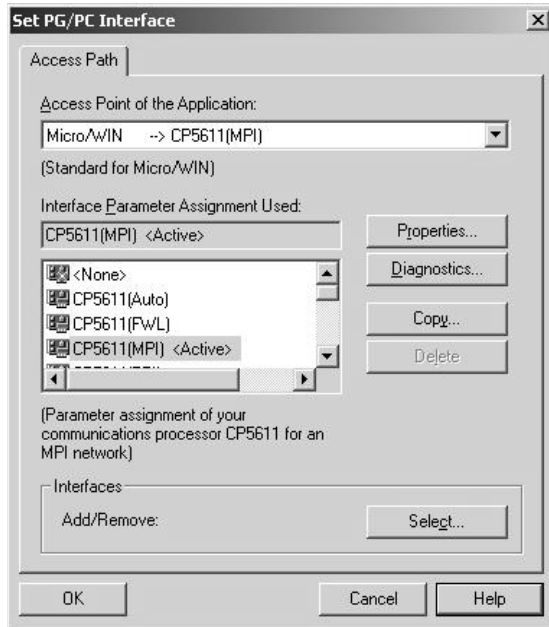 Set PG/PC Interface
Access Path
Access Point of the Application:
Micro/WIN --> CP5611(MPI)
(Standard for Micro/WIN)
Interface Parameter Assignment Used:
CP5611(MPI) <Active>
Properties...
<None>
Diagnostics...
CP5611(Auto)
CP5611(FWL)
Copy...
CP5611(MPI) <Active>
Delete
(Parameter assignment of your
communications processor CP5611 for an
MPI network)
Interfaces
Add/Remove:
Select...
OK
Cancel
Help